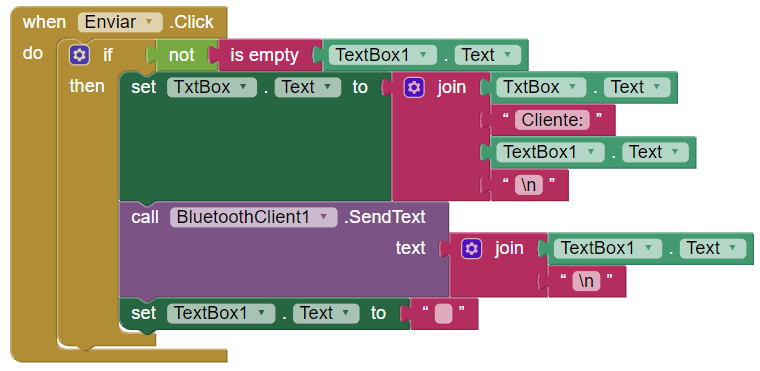 when Enviar .Click
do if not is empty TextBox1 . Text
then set TxtBox . Text to join TxtBox . Text
“ Cliente: ”
TextBox1 . Text
“ \n ”
call BluetoothClient1 .SendText
text join TextBox1 . Text
“ \n ”
set TextBox1 . Text to “ ”